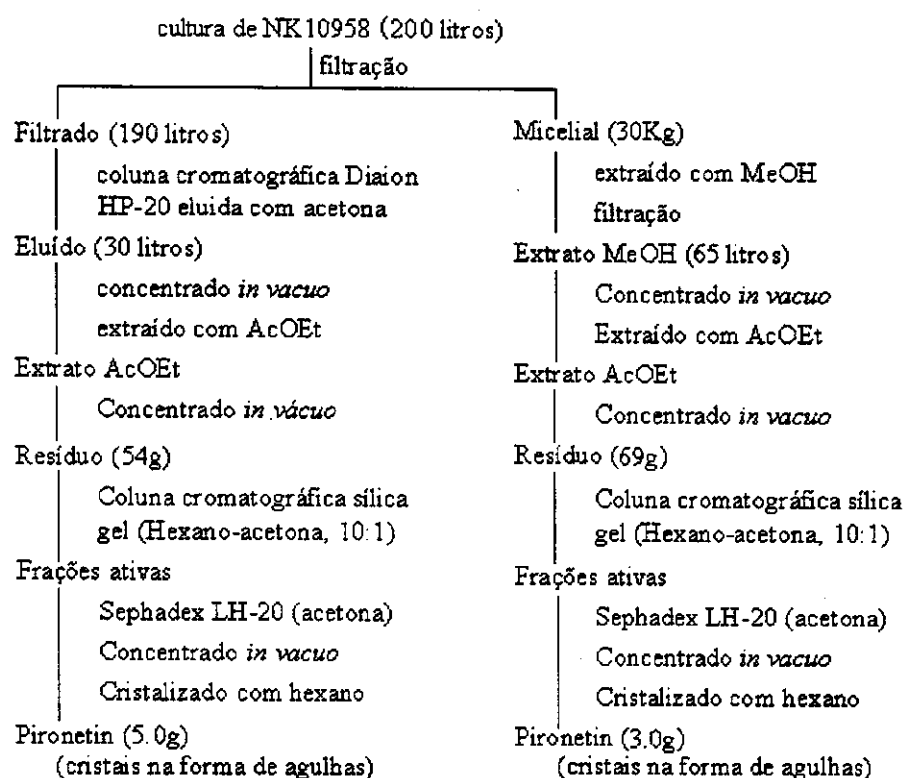 cultura de NK10958 (200 litros)
filtração
Filtrado (190 litros)
coluna cromatográfica Diaion
HP-20 eluida com acetona
Eluído (30 litros)
concentrado in vacuo
extraído com AcOEt
Extrato AcOEt
Concentrado in vácuo
Resíduo (54g)
Coluna cromatográfica sílica
gel (Hexano-acetona, 10:1)
Frações ativas
Sephadex LH-20 (acetona)
Concentrado in vacuo
Cristalizado com hexano
Pironetin (5.0g)
(cristais na forma de agulhas)
Micelial (30Kg)
extraído com MeOH
filtração
Extrato MeOH (65 litros)
Concentrado in vacuo
Extraído com AcOEt
Extrato AcOEt
Concentrado in vacuo
Resíduo (69g)
Coluna cromatográfica sílica
gel (Hexano-acetona, 10:1)
Frações ativas
Sephadex LH-20 (acetona)
Concentrado in vacuo
Cristalizado com hexano
Pironetin (3.0g)
(cristais na forma de agulhas)